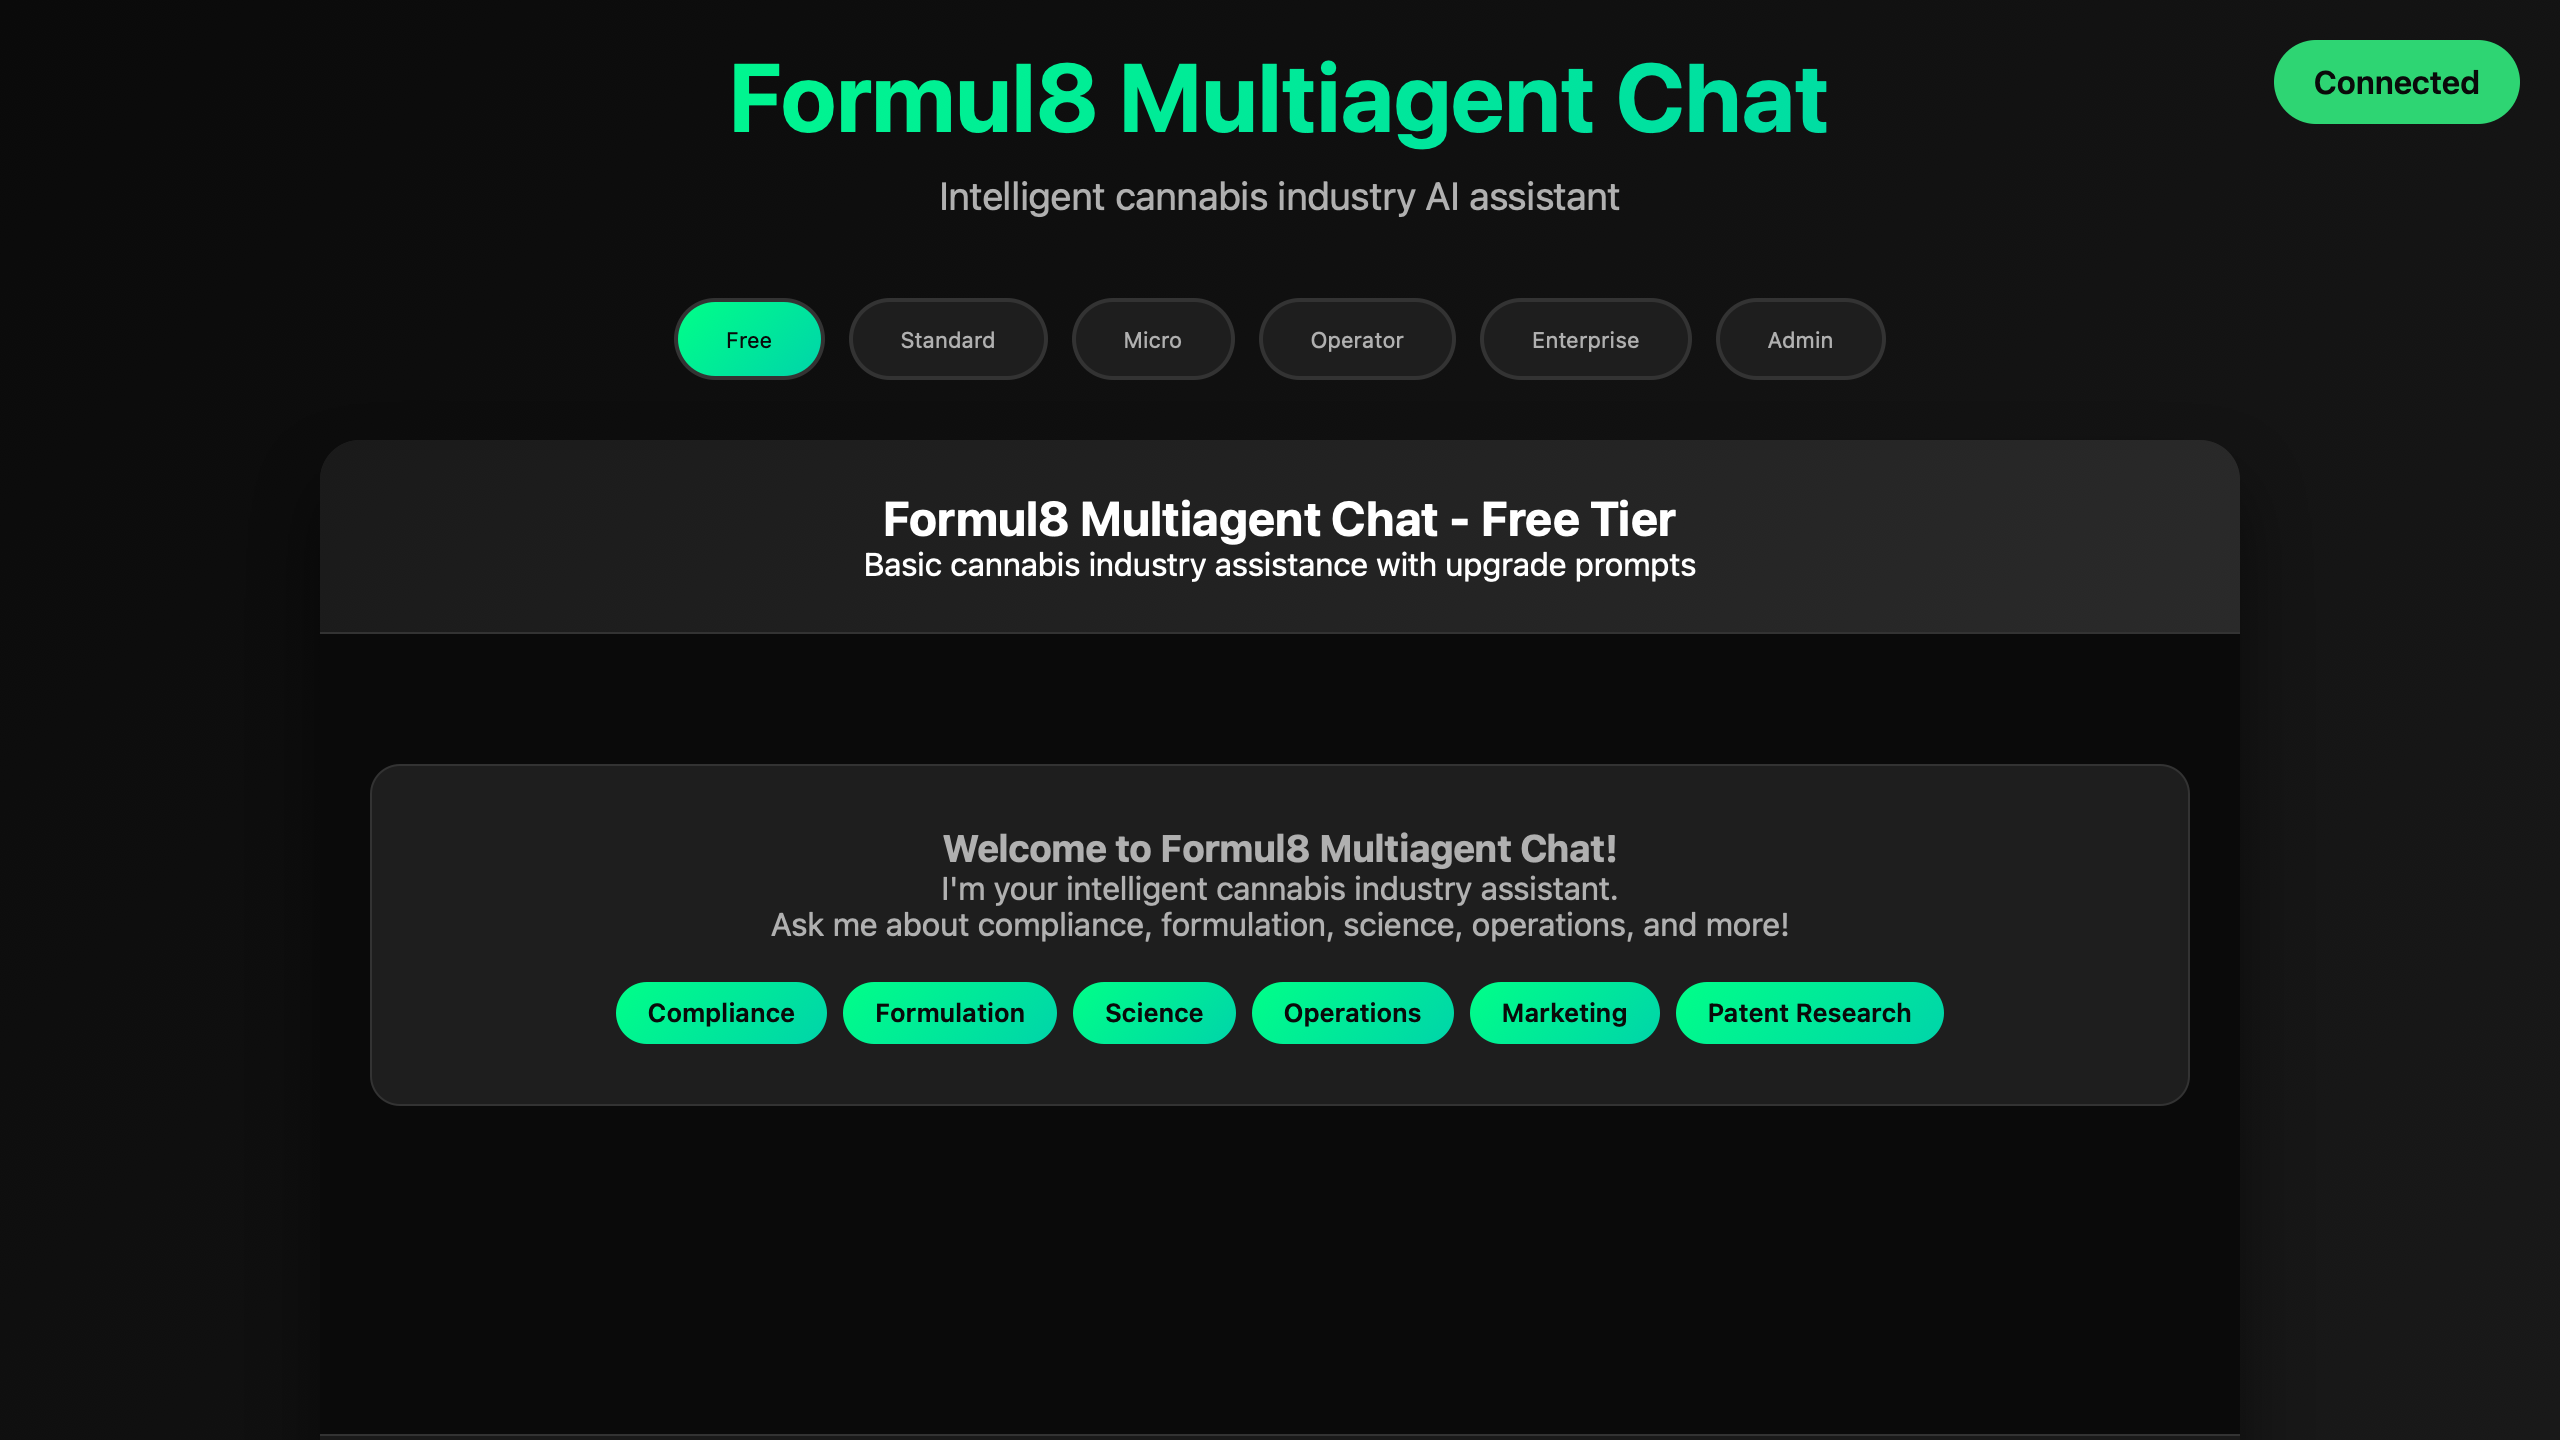 Formul8 Multiagent Chat
Connected
Intelligent cannabis industry AI assistant
Free
Standard
Micro
Operator
Enterprise
Admin
Formul8 Multiagent Chat - Free Tier
Basic cannabis industry assistance with upgrade prompts
Welcome to Formul8 Multiagent Chat!
I'm your intelligent cannabis industry assistant.
Ask me about compliance, formulation, science, operations, and more!
Compliance
Formulation
Science
Operations
Marketing
Patent Research